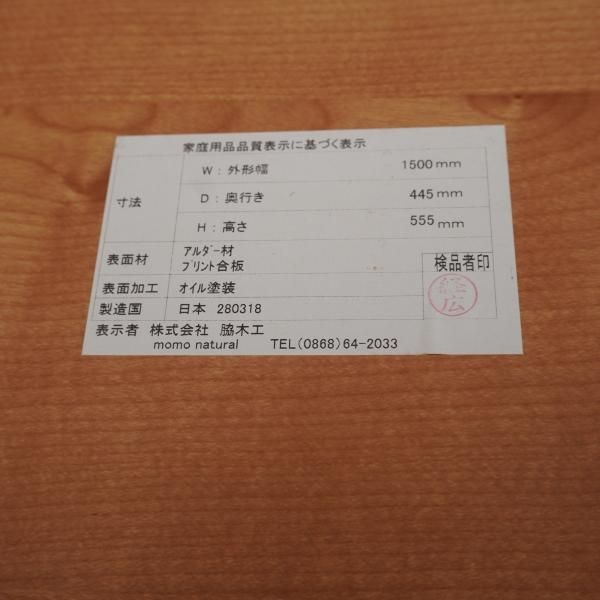 家庭用品品質表示に基づく表示
寸法
W:外形幅 1500mm
D:奥行き 445mm
H:高さ 555mm
表面材 アルダー材
プリント合板
検品者印
表面加工 オイル塗装
製造国 日本 280318
表示者 株式会社 脇木工
momo natural TEL(0868)64-2033